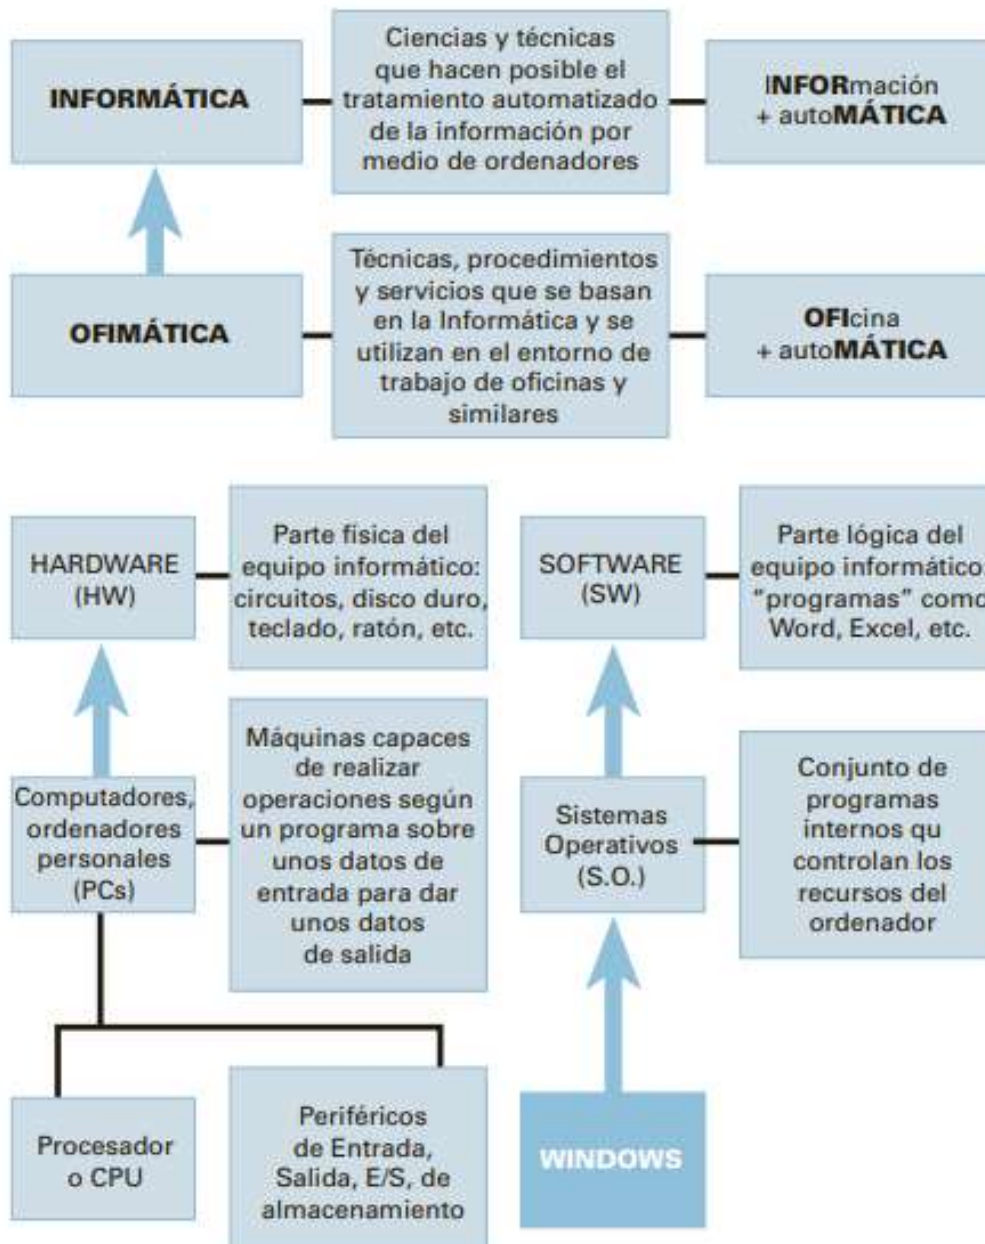 INFORMÁTICA
Ciencias y técnicas
que hacen posible el
tratamiento automatizado
de la información por
medio de ordenadores
INFORmación
+ autoMÁTICA
OFIMÁTICA
Técnicas, procedimientos
y servicios que se basan
en la Informática y se
utilizan en el entorno de
trabajo de oficinas y
similares
OFIcina
+ autoMÁTICA
HARDWARE
(HW)
Parte física del
equipo informático:
circuitos, disco duro,
teclado, ratón, etc.
SOFTWARE
(SW)
Parte lógica del
equipo informático:
"programas" como
Word, Excel, etc.
Computadores,
ordenadores
personales
(PCs)
Máquinas capaces
de realizar
operaciones según
un programa sobre
unos datos de
entrada para dar
unos datos
de salida
Sistemas
Operativos
(S.O.)
Conjunto de
programas
internos qu
controlan los
recursos del
ordenador
Procesador
o CPU
Periféricos
de Entrada,
Salida, E/S, de
almacenamiento
WINDOWS